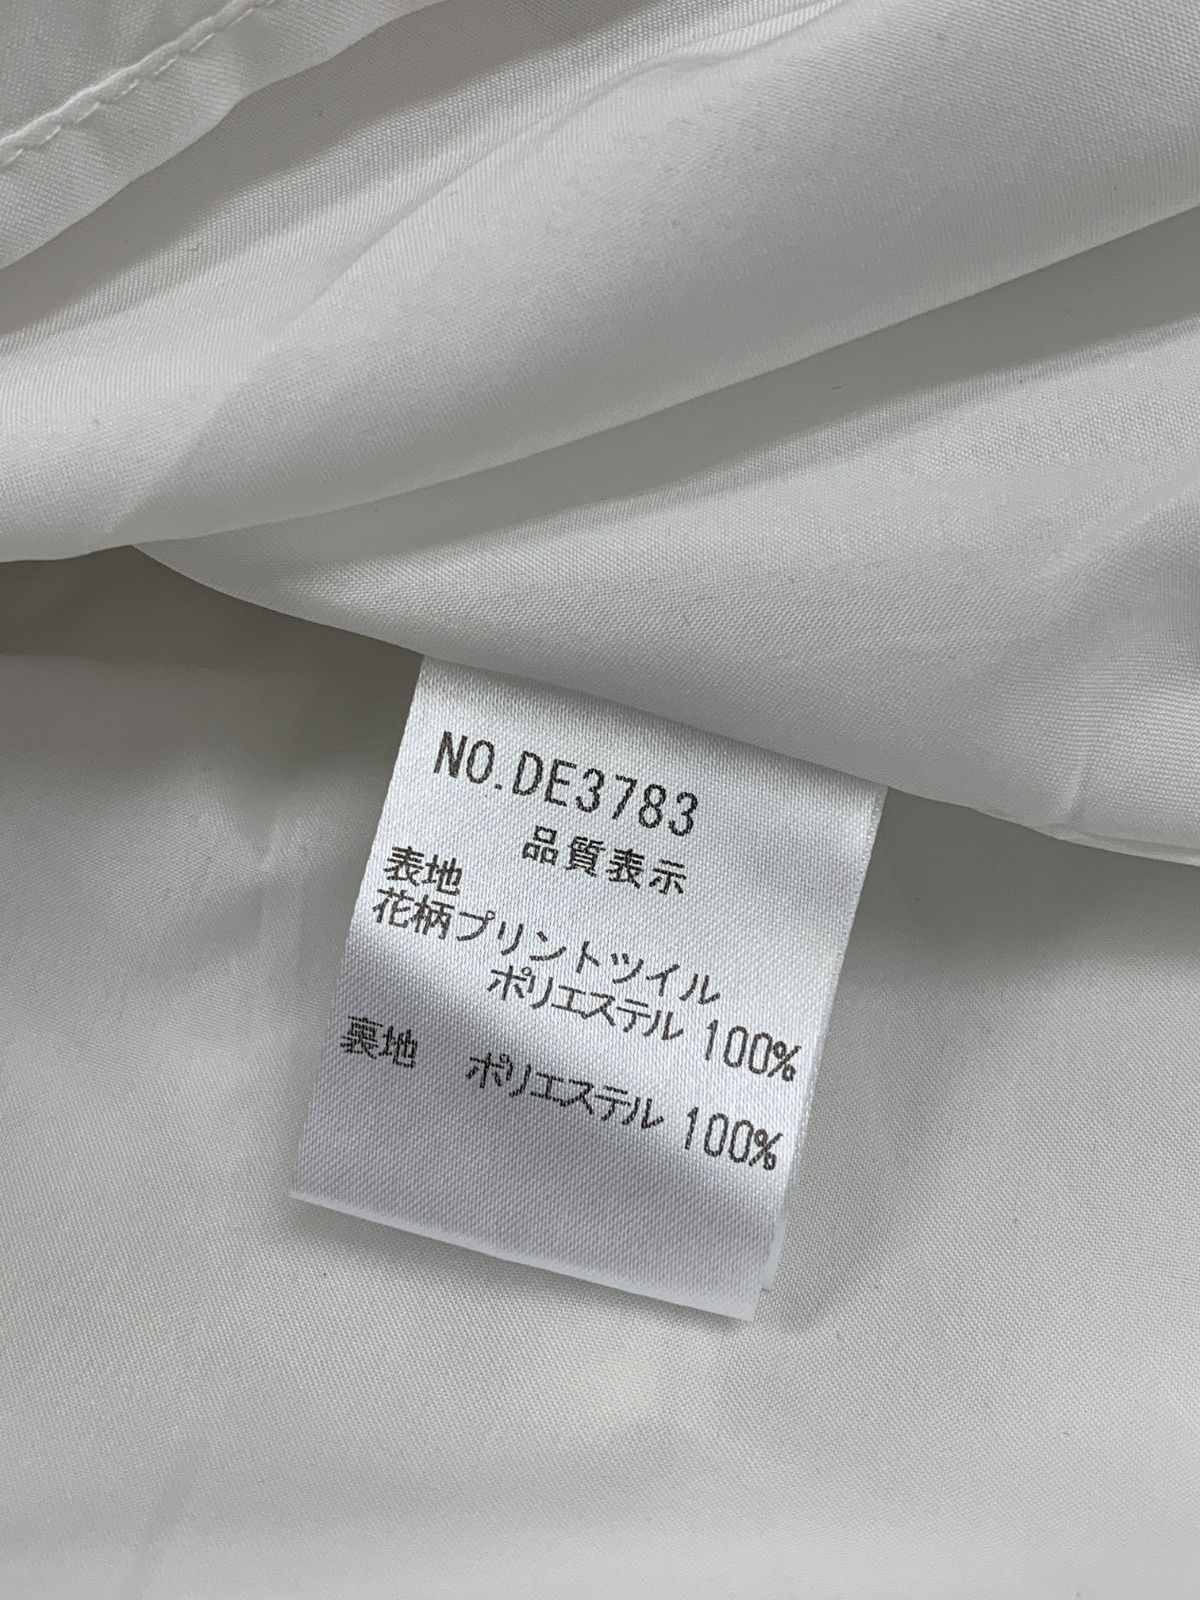 NO.DE3783
品質表示
表地
花柄プリントツイル
ポリエステル 100%
裏地 ポリエステル 100%